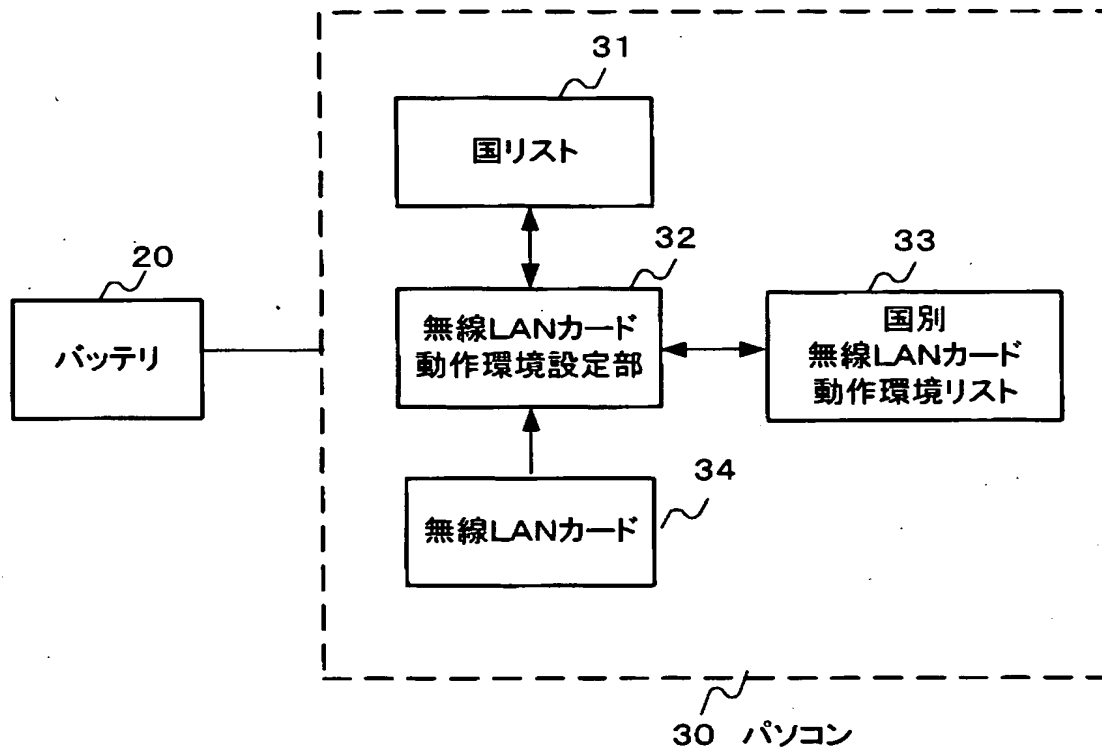 31
国リスト
20
バッテリ
32
無線LANカード
動作環境設定部
33
国別
無線LANカード
動作環境リスト
34
無線LANカード
30 パソコン